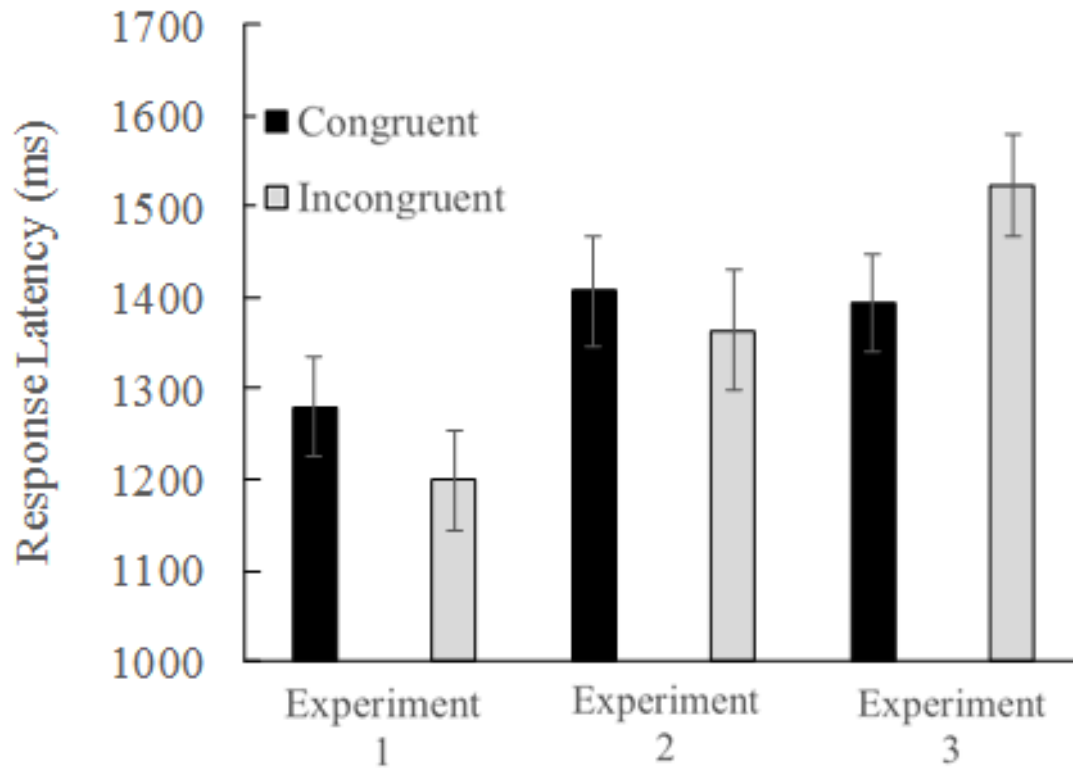 Response Latency (ms)
1700
1600
1500
1400
1300
1200
1100
1000
Congruent
Incongruent
Experiment
1
Experiment
2
Experiment
3